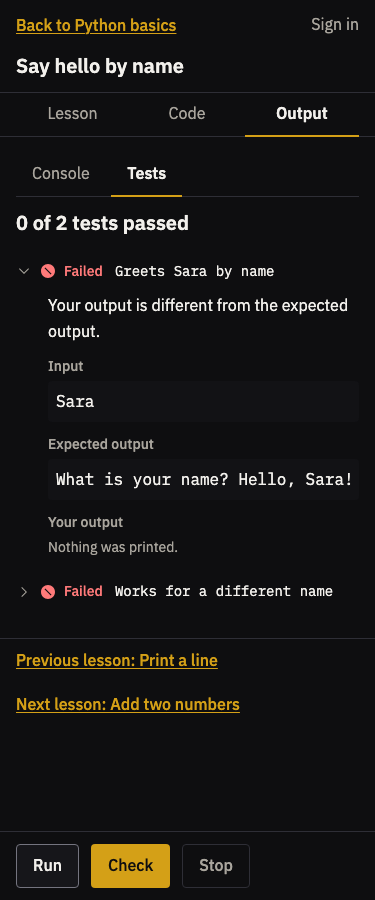 Back to Python basics
Sign in
Say hello by name
Lesson
Code
Output
Console
Tests
0 of 2 tests passed
Failed Greets Sara by name
Your output is different from the expected
output.
Input
Sara
Expected output
What is your name? Hello, Sara!
Your output
Nothing was printed.
Failed Works for a different name
Previous lesson: Print a line
Next lesson: Add two numbers
Run
Check
Stop